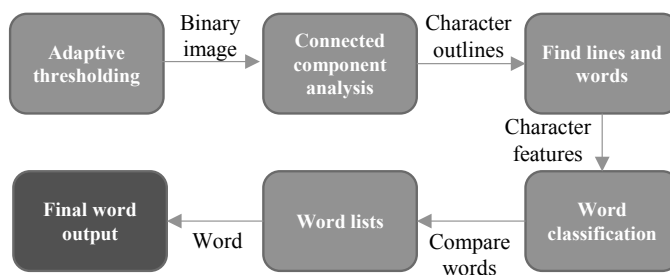 Adaptive
thresholding
Binary
image
Connected
component
analysis
Character
outlines
Find lines and
words
Character
features
Word
classification
Compare
words
Word lists
Word
Final word
output